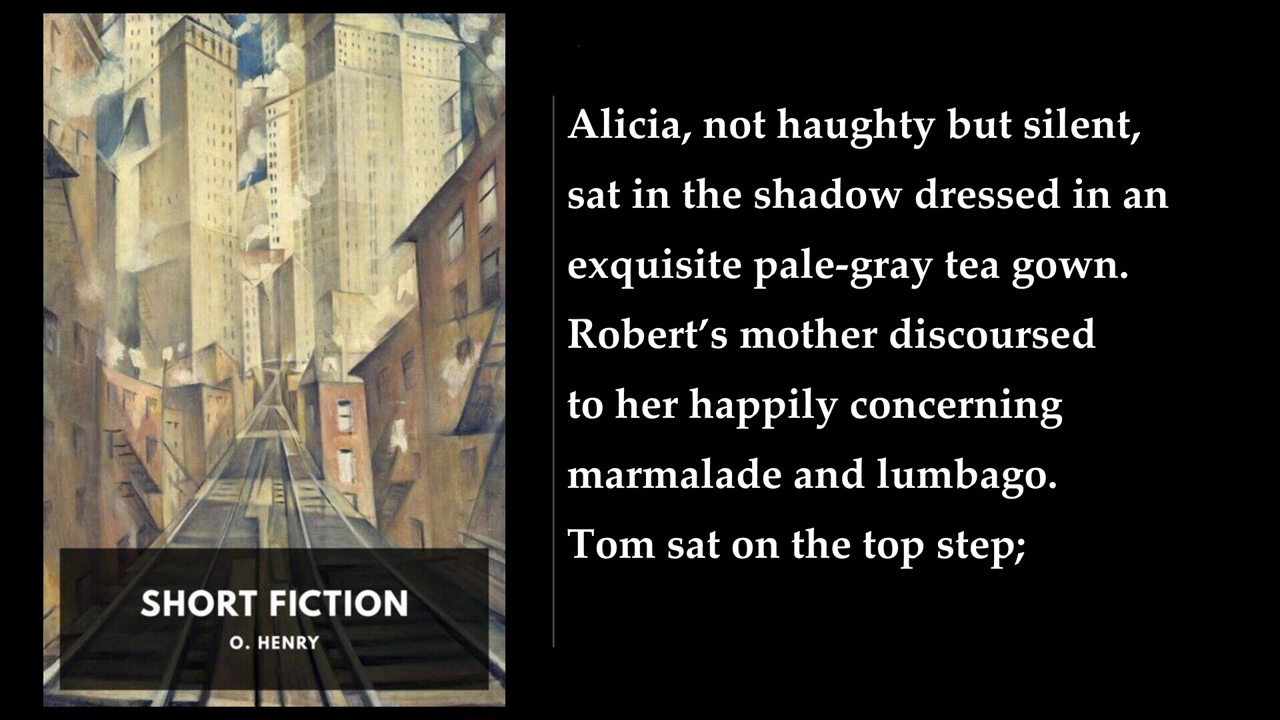 SHORT FICTION
O. HENRY
Alicia, not haughty but silent,
sat in the shadow dressed in an
exquisite pale-gray tea gown.
Robert’s mother discoursed
to her happily concerning
marmalade and lumbago.
Tom sat on the top step;